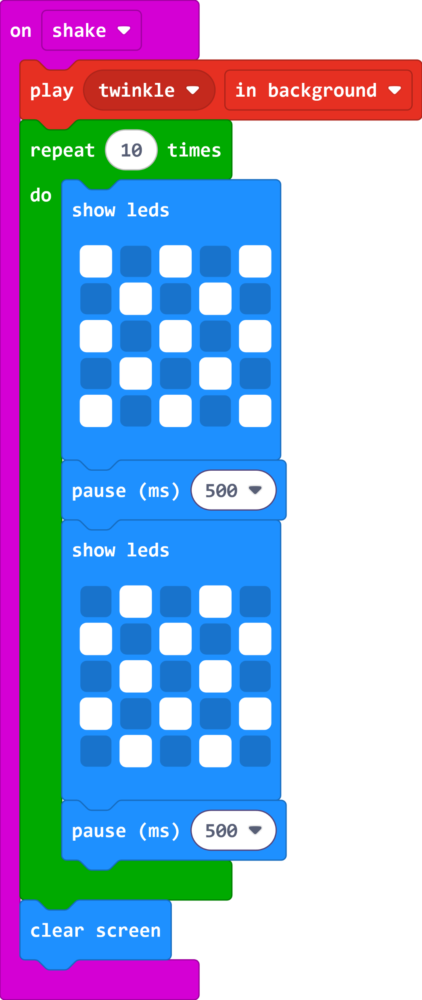 on shake
play twinkle in background
repeat 10 times
do
show leds
pause (ms) 500
show leds
pause (ms) 500
clear screen